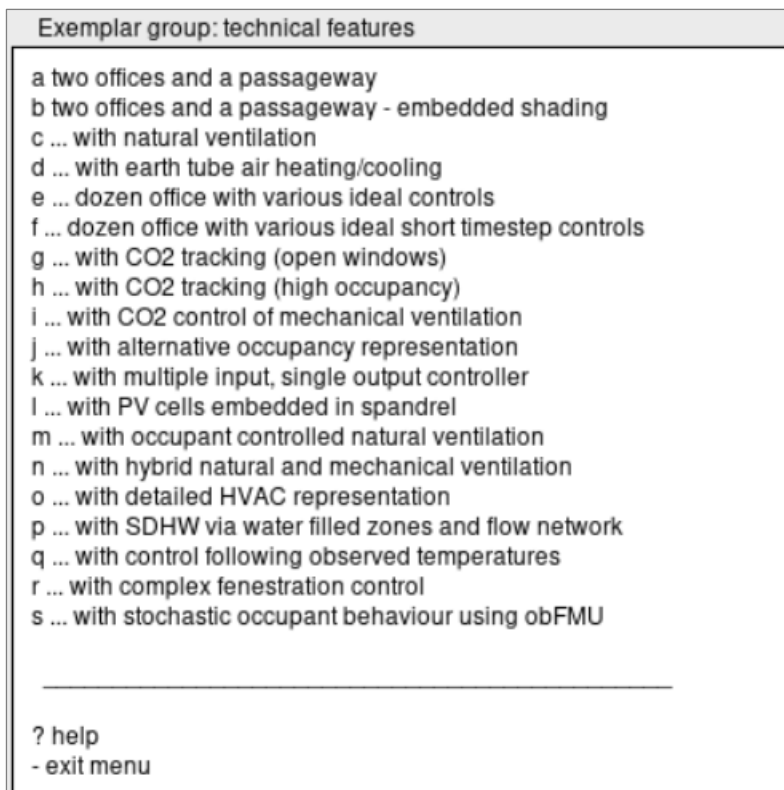 Exemplar group: technical features
a two offices and a passageway
b two offices and a passageway - embedded shading
c ... with natural ventilation
d ... with earth tube air heating/cooling
e ... dozen office with various ideal controls
f ... dozen office with various ideal short timestep controls
g ... with CO2 tracking (open windows)
h ... with CO2 tracking (high occupancy)
i ... with CO2 control of mechanical ventilation
j ... with alternative occupancy representation
k ... with multiple input, single output controller
l ... with PV cells embedded in spandrel
m ... with occupant controlled natural ventilation
n ... with hybrid natural and mechanical ventilation
o ... with detailed HVAC representation
p ... with SDHW via water filled zones and flow network
q ... with control following observed temperatures
r ... with complex fenestration control
s ... with stochastic occupant behaviour using obFMU
? help
- exit menu